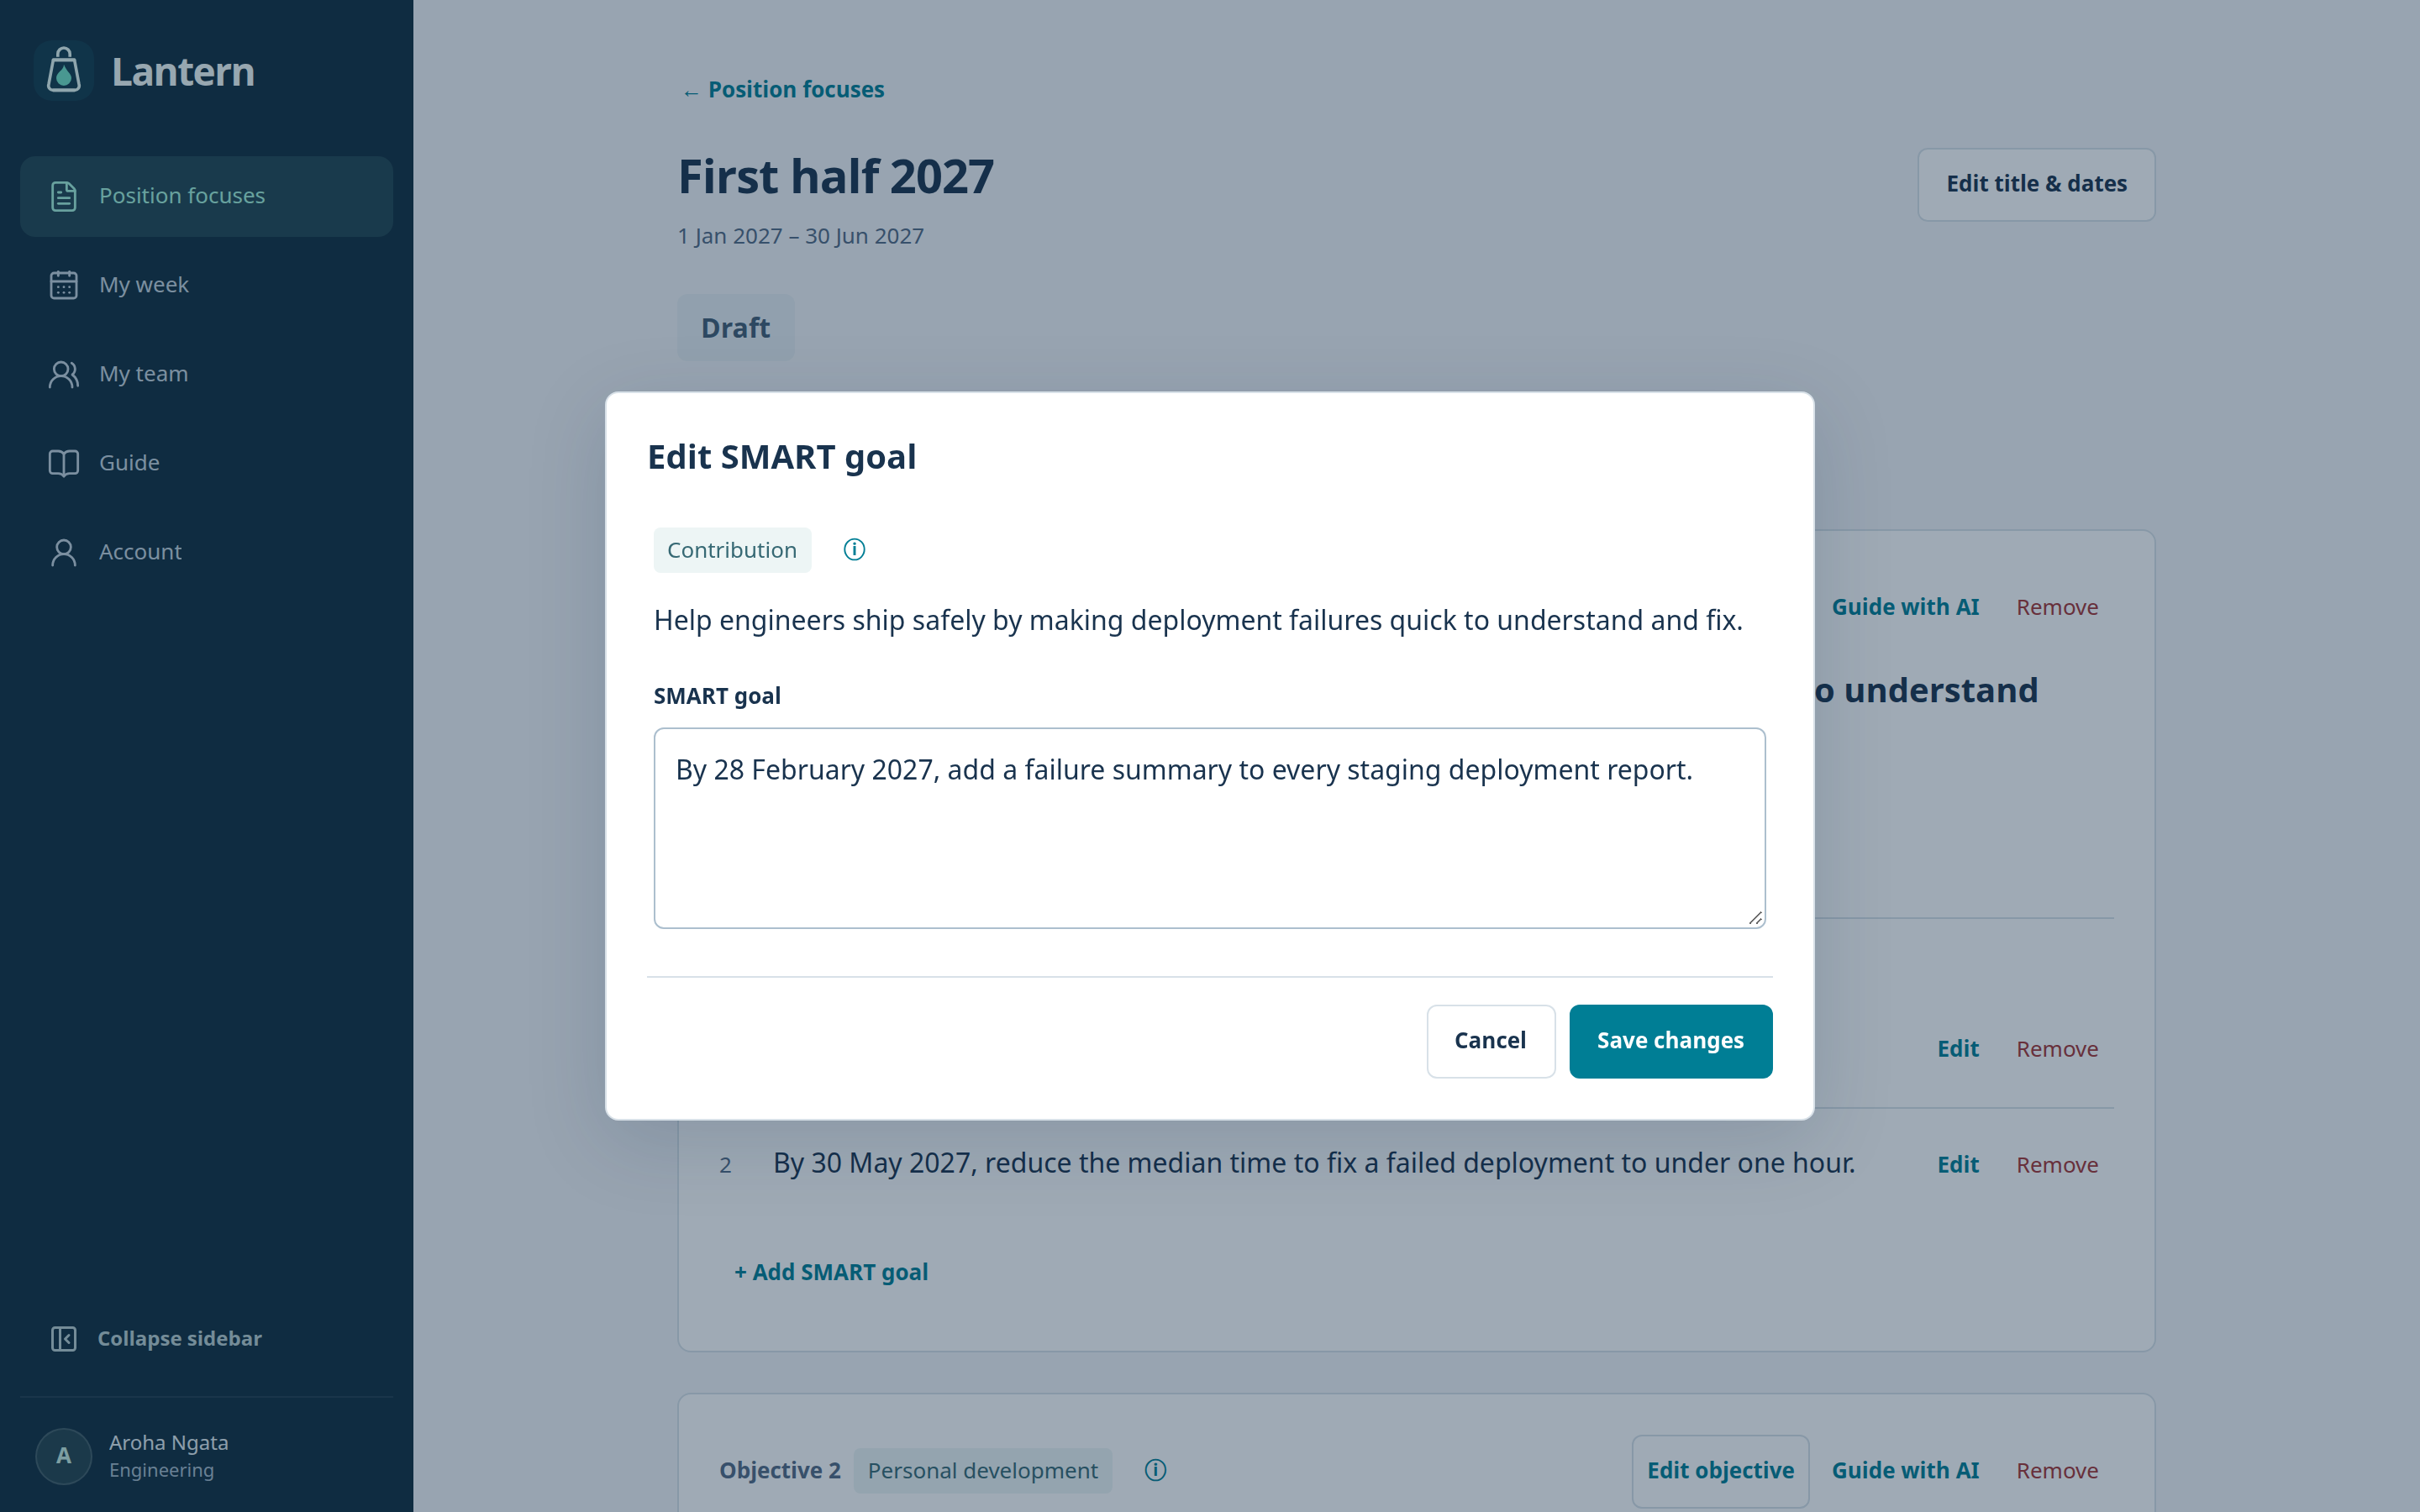 Lantern
Position focuses
My week
My team
Guide
Account
Collapse sidebar
A
Aroha Ngata
Engineering
← Position focuses
First half 2027
Edit title & dates
1 Jan 2027 – 30 Jun 2027
Draft
Edit SMART goal
Contribution
Help engineers ship safely by making deployment failures quick to understand and fix.
SMART goal
By 28 February 2027, add a failure summary to every staging deployment report.
Cancel
Save changes
Guide with AI
Remove
o understand
Edit
Remove
2 By 30 May 2027, reduce the median time to fix a failed deployment to under one hour.
Edit
Remove
+ Add SMART goal
Objective 2
Personal development
Edit objective
Guide with AI
Remove